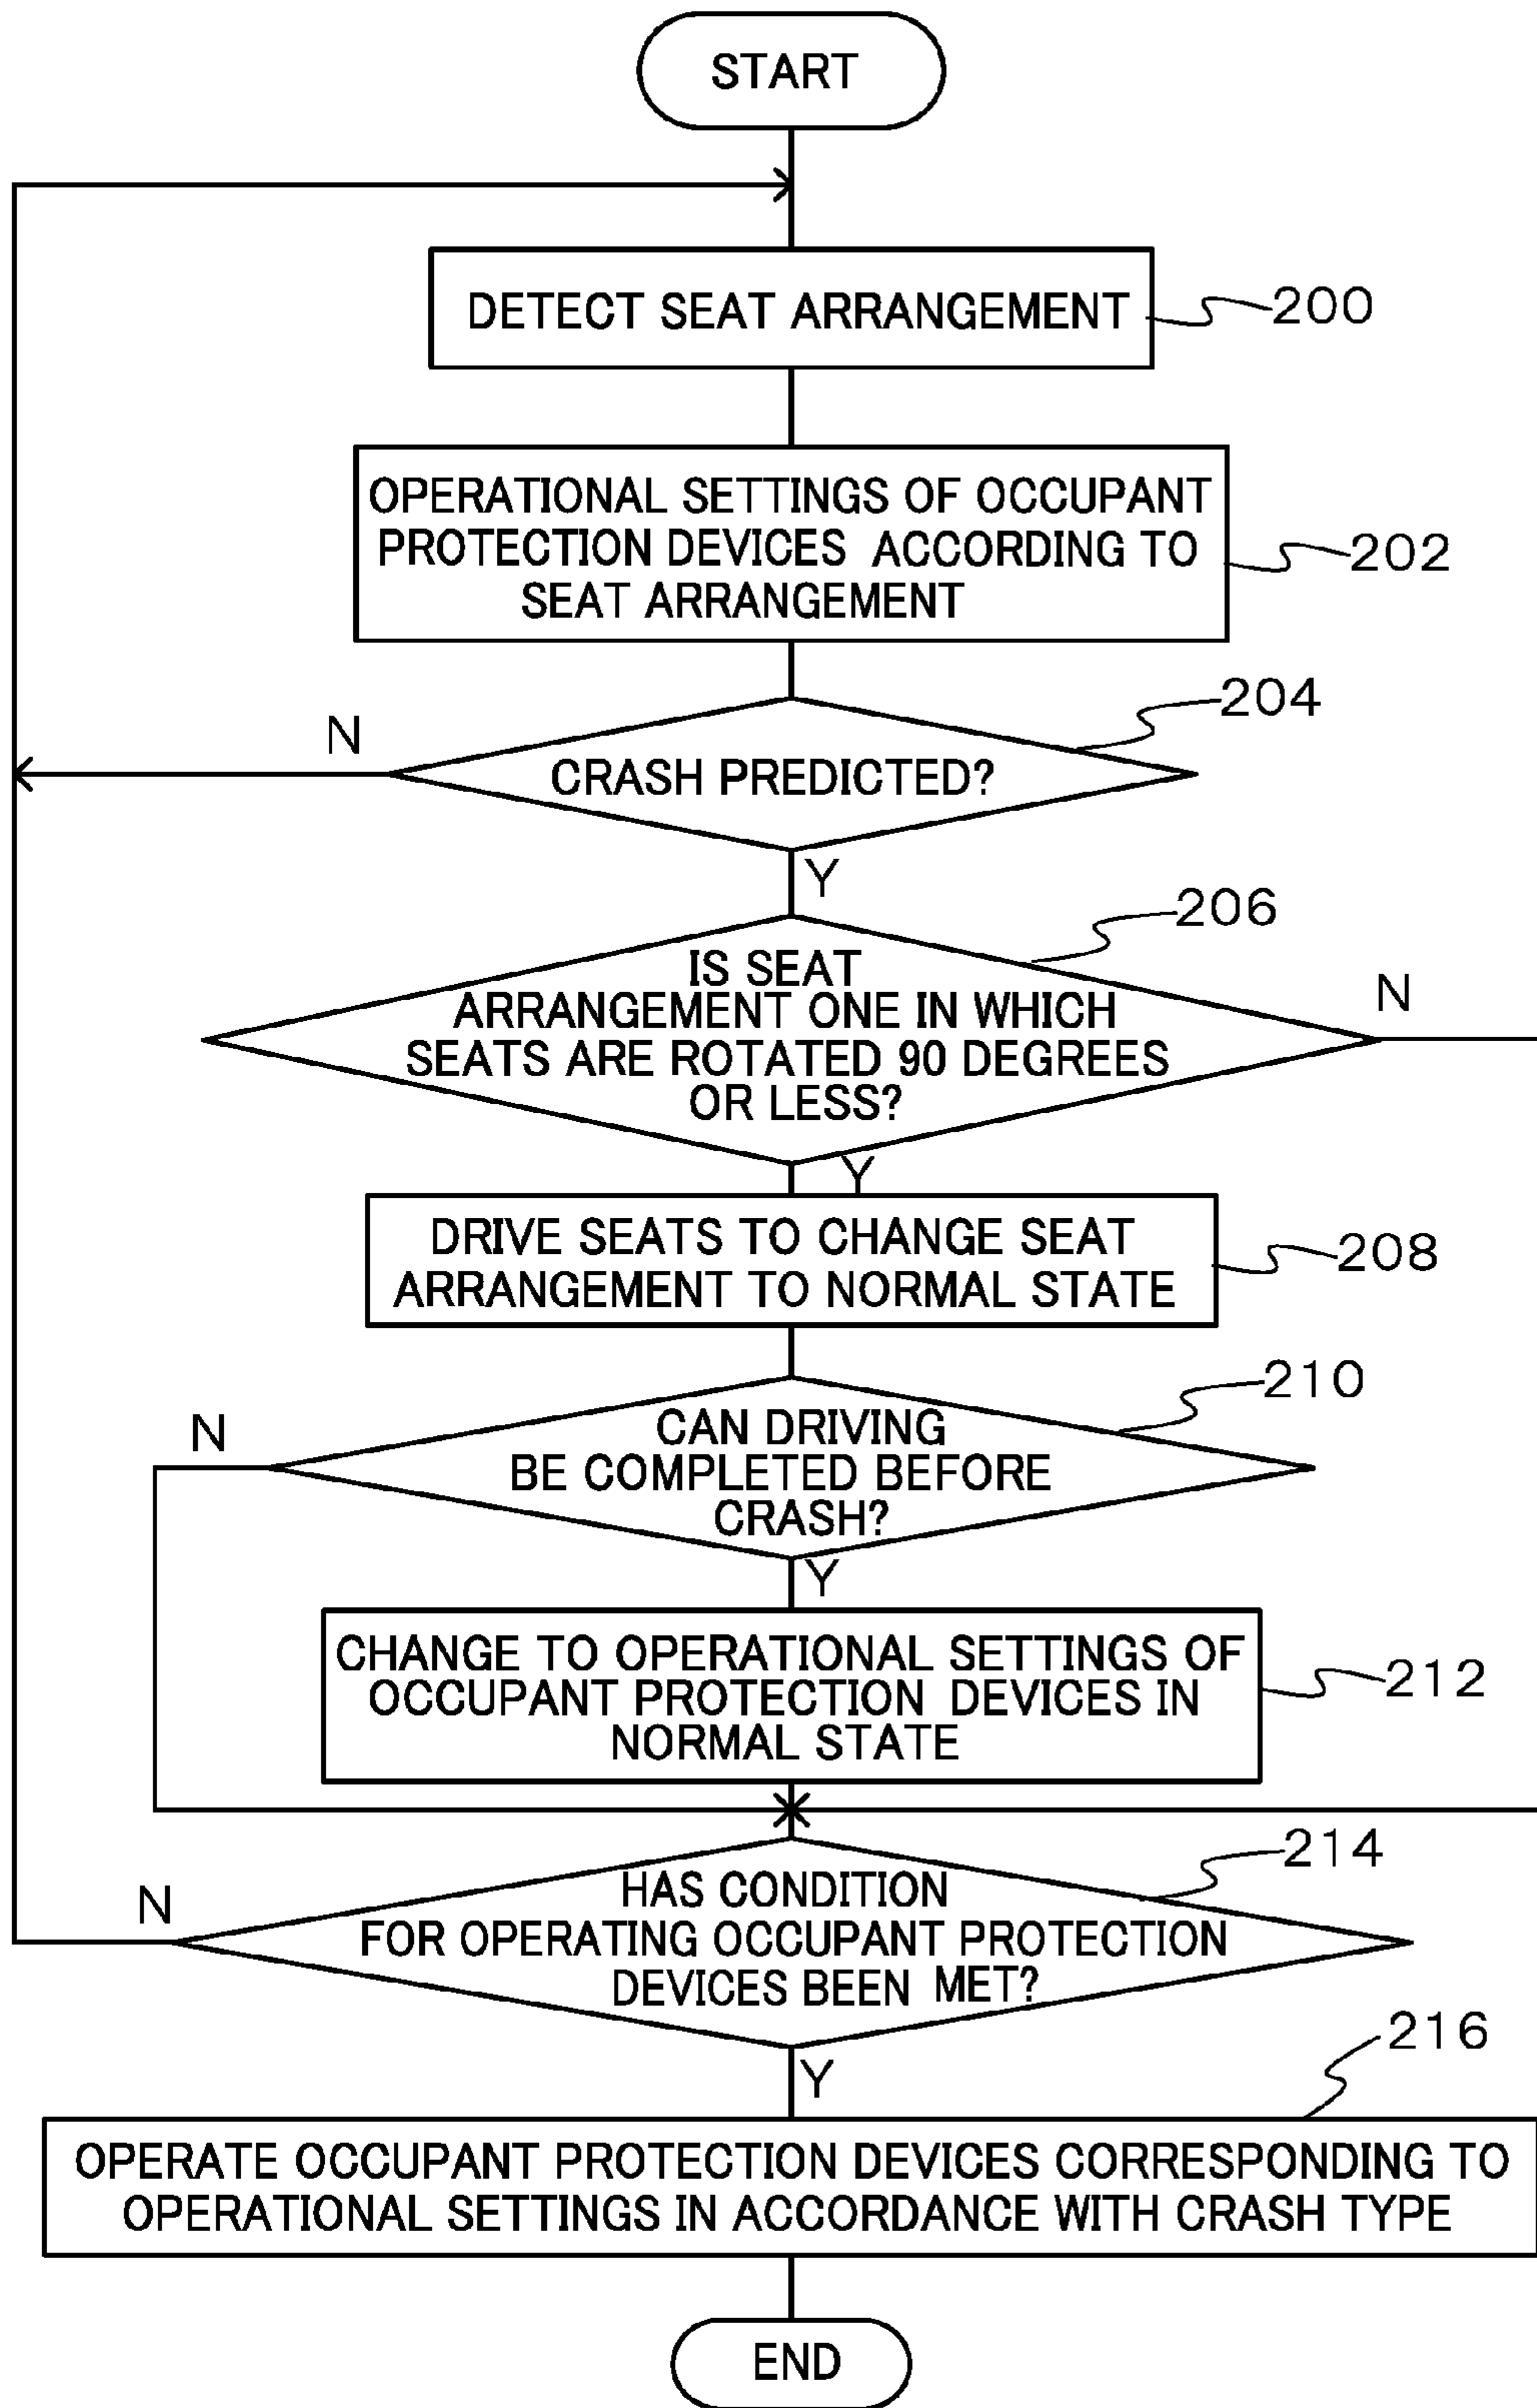 START
DETECT SEAT ARRANGEMENT
200
OPERATIONAL SETTINGS OF OCCUPANT
PROTECTION DEVICES ACCORDING TO
SEAT ARRANGEMENT
202
204
N
CRASH PREDICTED?
Y
206
IS SEAT
ARRANGEMENT ONE IN WHICH
SEATS ARE ROTATED 90 DEGREES
OR LESS?
N
Y
DRIVE SEATS TO CHANGE SEAT
ARRANGEMENT TO NORMAL STATE
208
210
N
CAN DRIVING
BE COMPLETED BEFORE
CRASH?
Y
CHANGE TO OPERATIONAL SETTINGS OF
OCCUPANT PROTECTION DEVICES IN
NORMAL STATE
212
214
N
HAS CONDITION
FOR OPERATING OCCUPANT PROTECTION
DEVICES BEEN MET?
216
Y
OPERATE OCCUPANT PROTECTION DEVICES CORRESPONDING TO
OPERATIONAL SETTINGS IN ACCORDANCE WITH CRASH TYPE
END